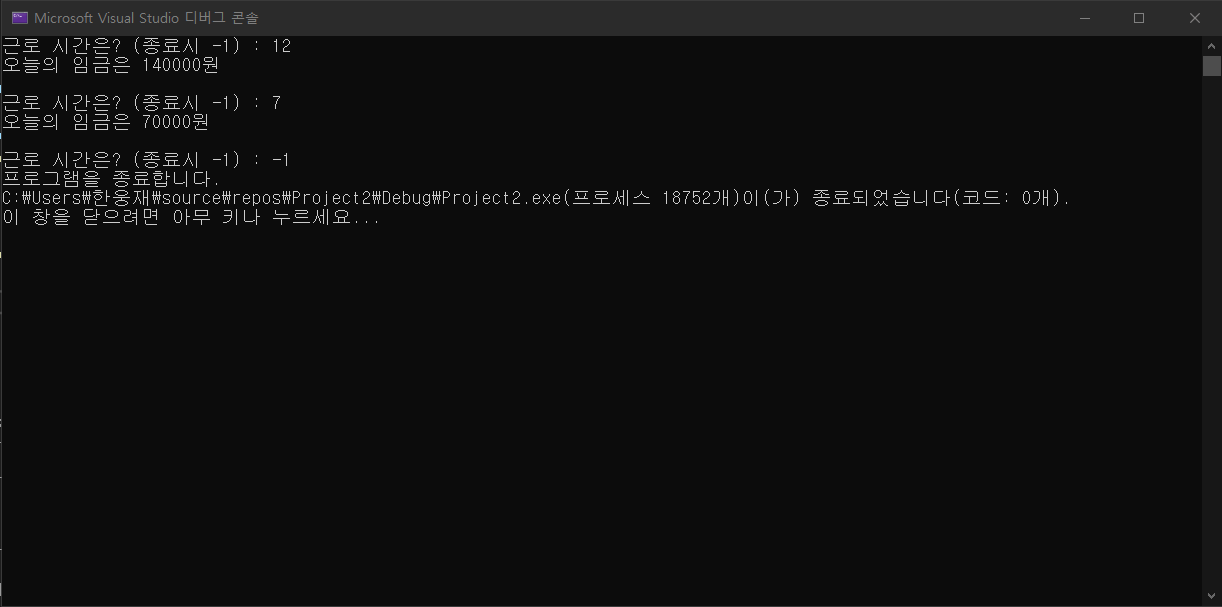 Microsoft Visual Studio 디버그 콘솔
근로 시간은? (종료시 -1) : 12
오늘의 임금은 140000원
근로 시간은? (종료시 -1) : 7
오늘의 임금은 70000원
근로 시간은? (종료시 -1) : -1
프로그램을 종료합니다.
C:₩Users₩한웅재₩source₩repos₩Project2₩Debug₩Project2.exe(프로세스 18752개)이(가) 종료되었습니다(코드: 0개).
이 창을 닫으려면 아무 키나 누르세요...